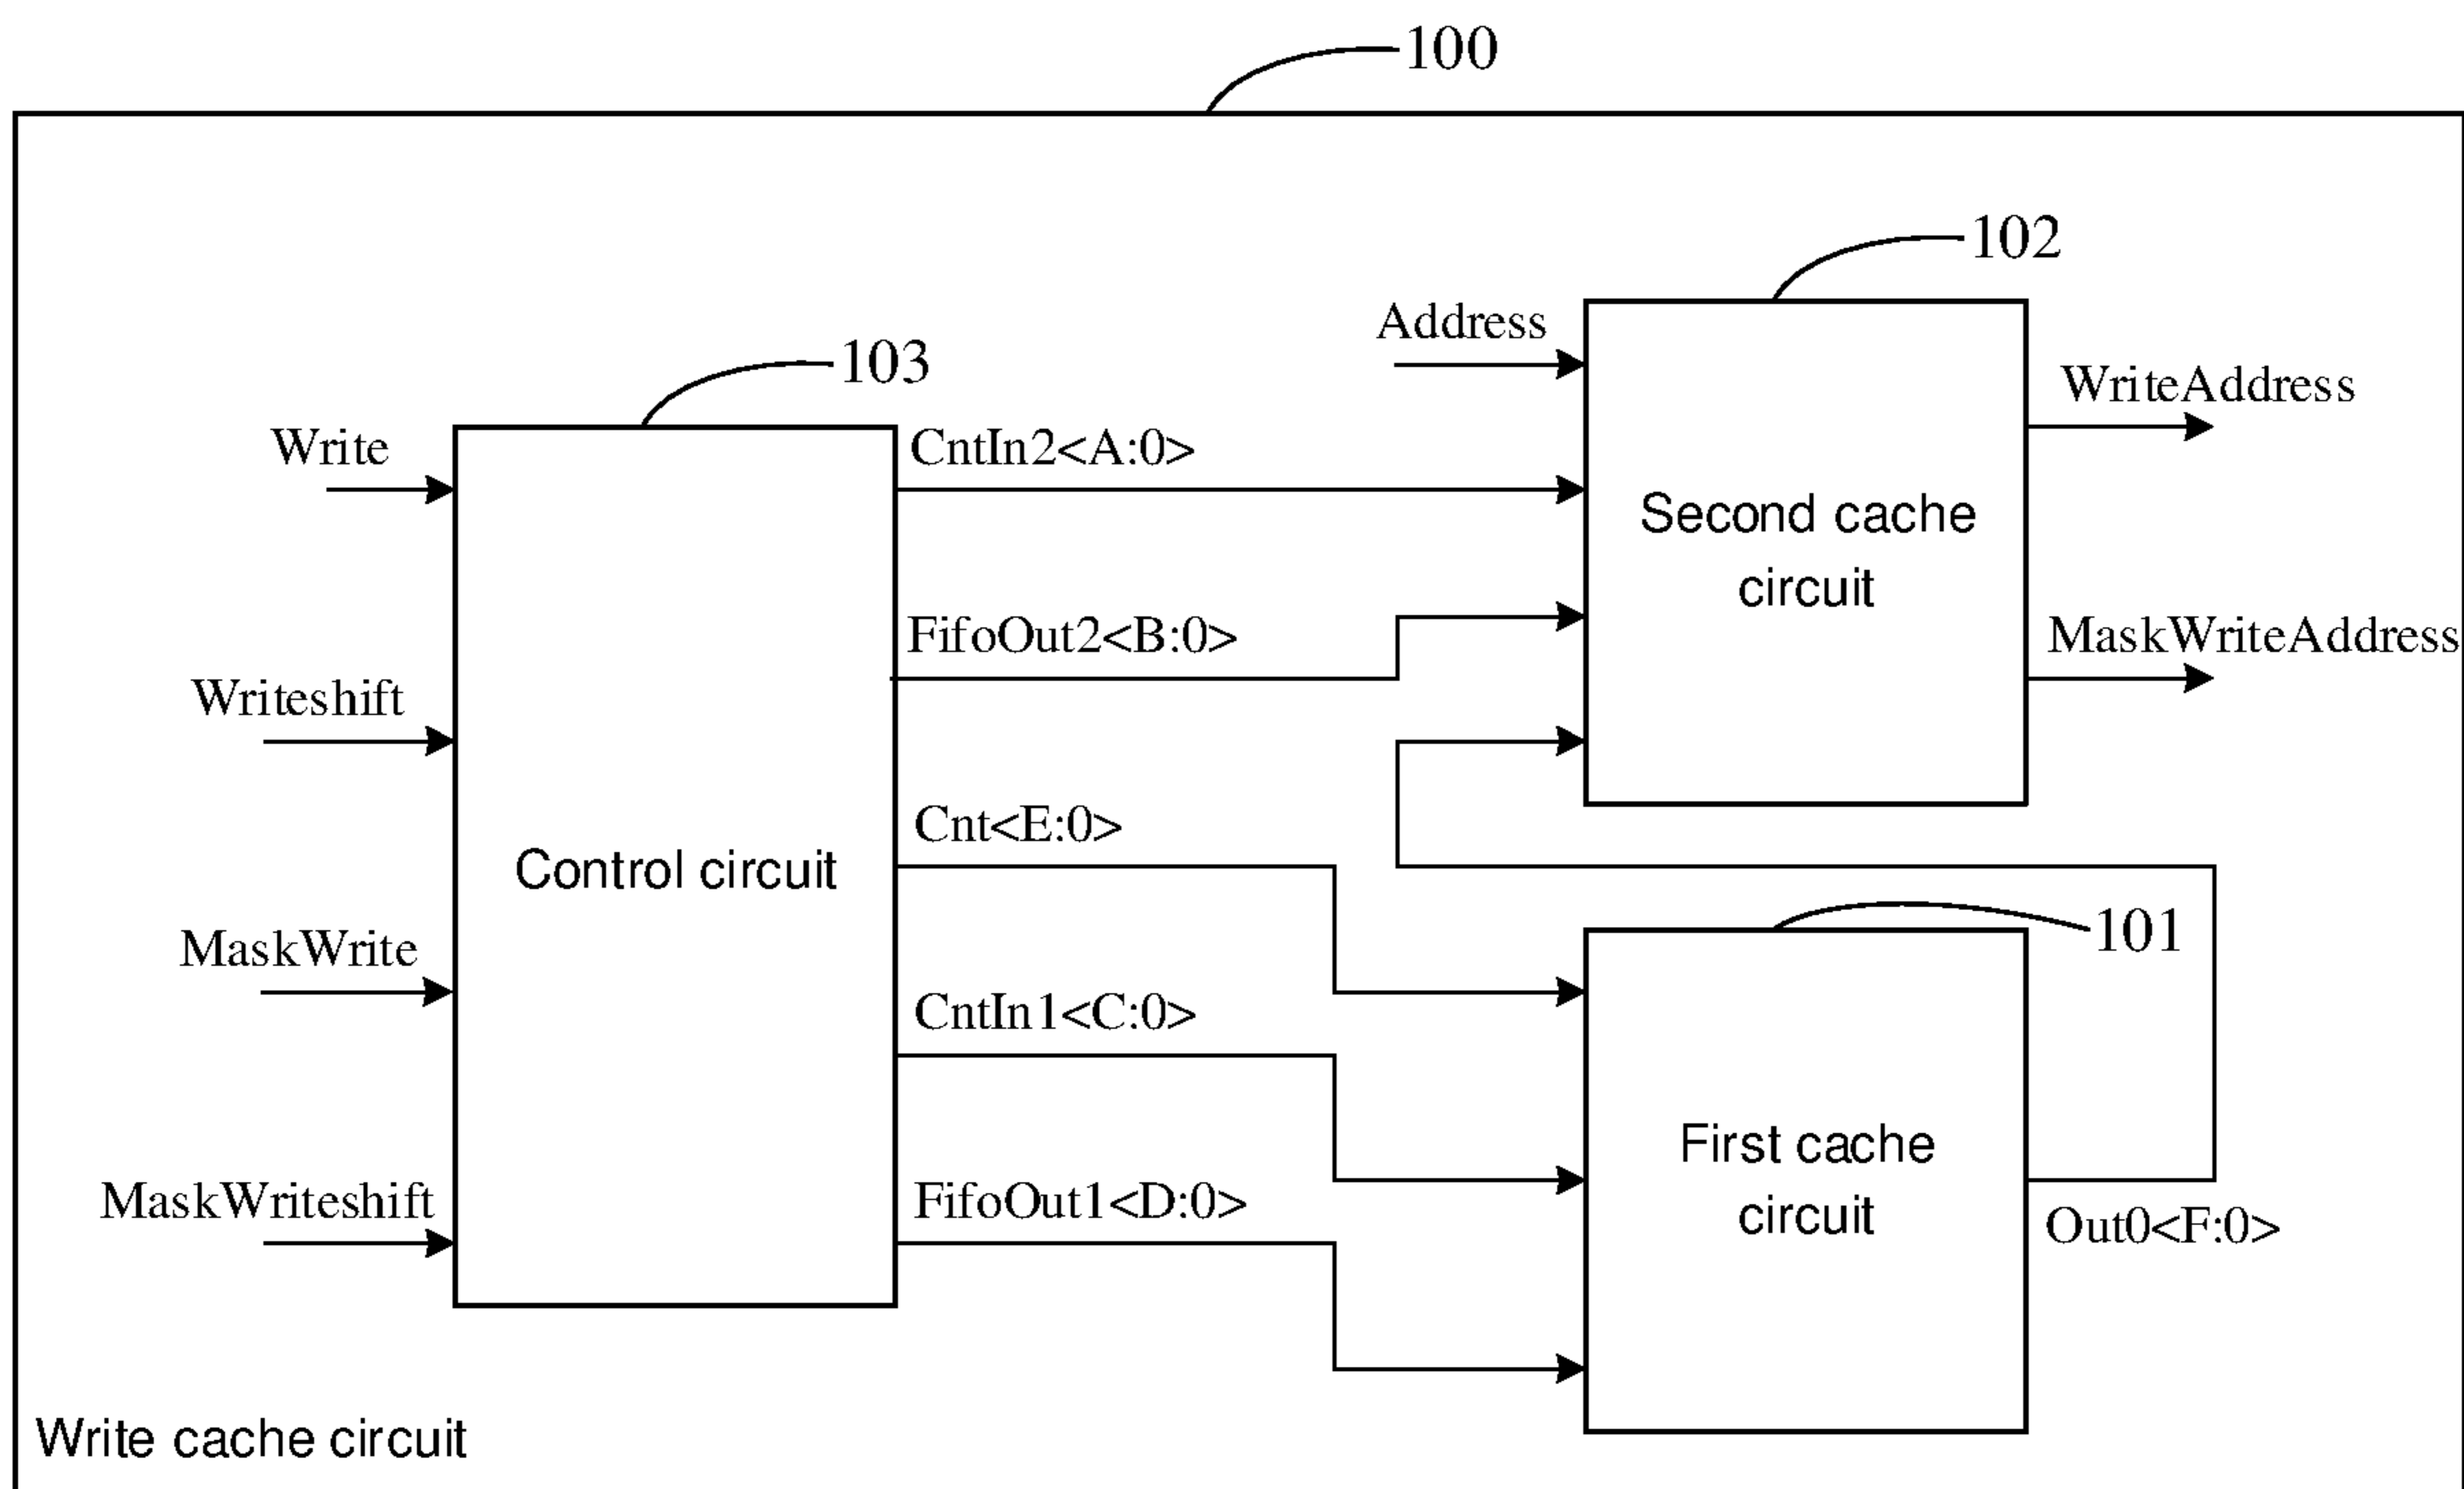 100
102
Address
103
WriteAddress
Write
CntIn2<A:0>
Second cache
circuit
FifoOut2<B:0>
MaskWriteAddress
Writeshift
Cnt<E:0>
Control circuit
101
MaskWrite
CntIn1<C:0>
First cache
circuit
MaskWriteshift
FifoOut1<D:0>
Out0<F:0>
Write cache circuit